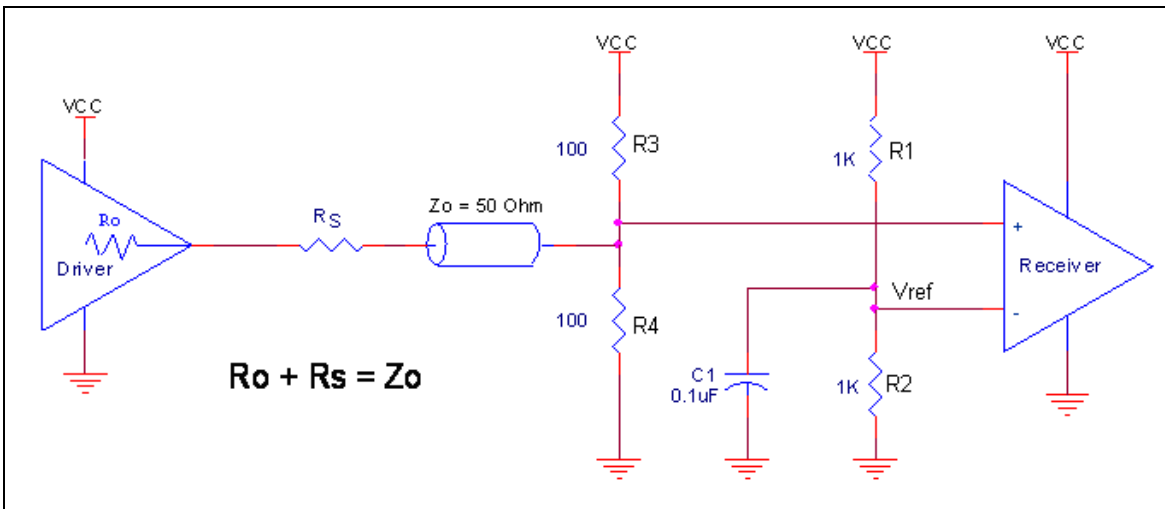 VCC
VCC
VCC
VCC
R3
100
R1
1K
Zo = 50 Ohm
Ro
RS
Driver
+
Receiver
Vref
-
100
R4
Ro + Rs = Zo
C1
0.1uF
1K
R2